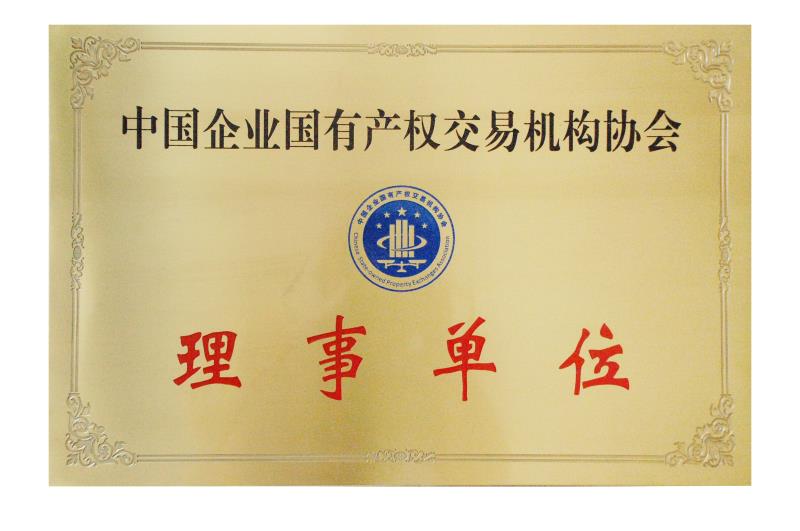 中国企业国有产权交易机构协会
中国企业国有产权交易机构协会
Chinese State-owned Property Exchanges Association
理事单位